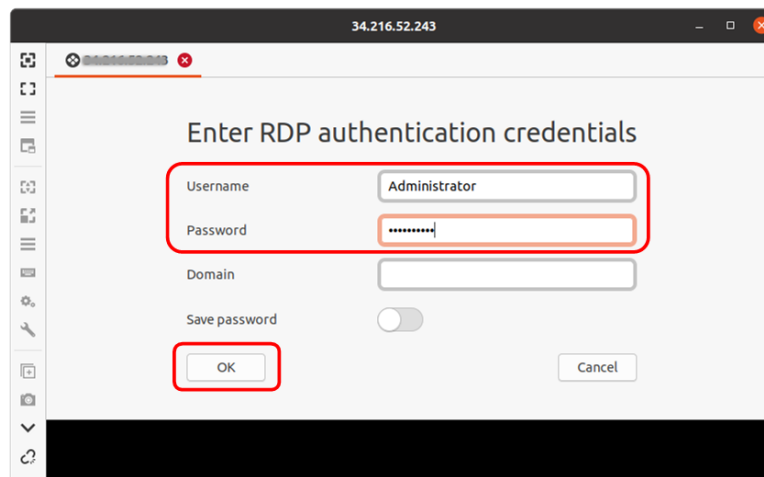 34.216.52.243
Enter RDP authentication credentials
Username
Administrator
Password
••••••••••
Domain
Save password
OK
Cancel